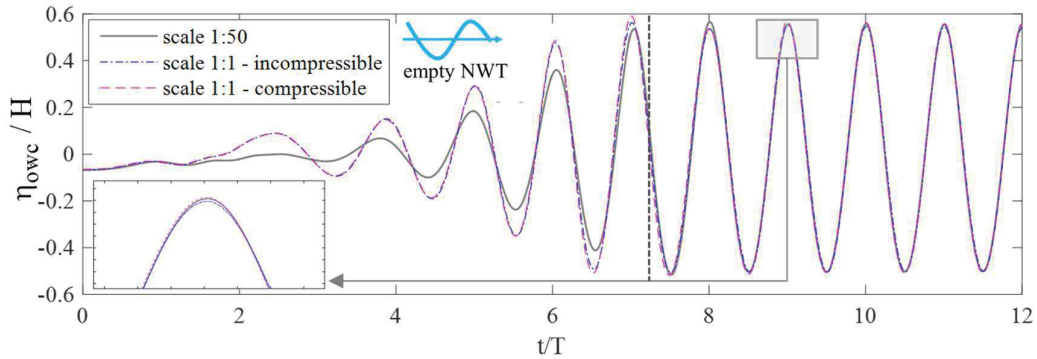 0.6
0.4
0.2
0
-0.2
-0.4
-0.6
ηowc / H
scale 1:50
scale 1:1 - incompressible
scale 1:1 - compressible
empty NWT
0
2
4
6
8
10
12
t/T